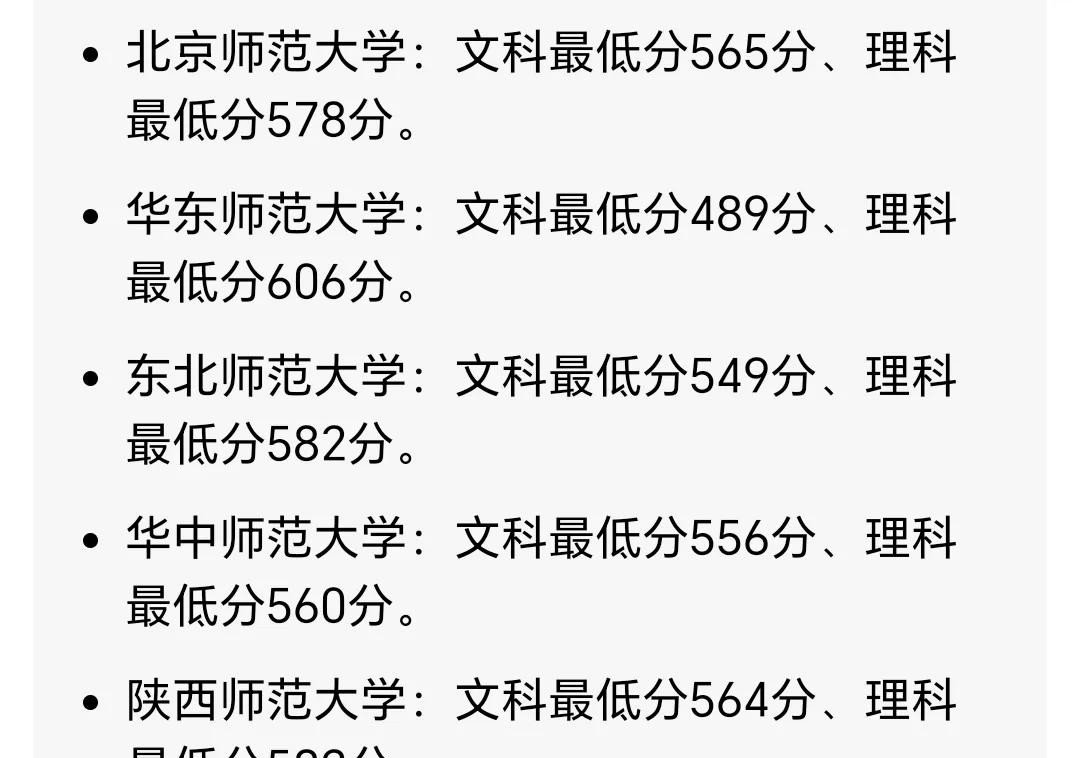 北京师范大学：文科最低分565分、理科
最低分578分。
华东师范大学：文科最低分489分、理科
最低分606分。
东北师范大学：文科最低分549分、理科
最低分582分。
华中师范大学：文科最低分556分、理科
最低分560分。
陕西师范大学：文科最低分564分、理科